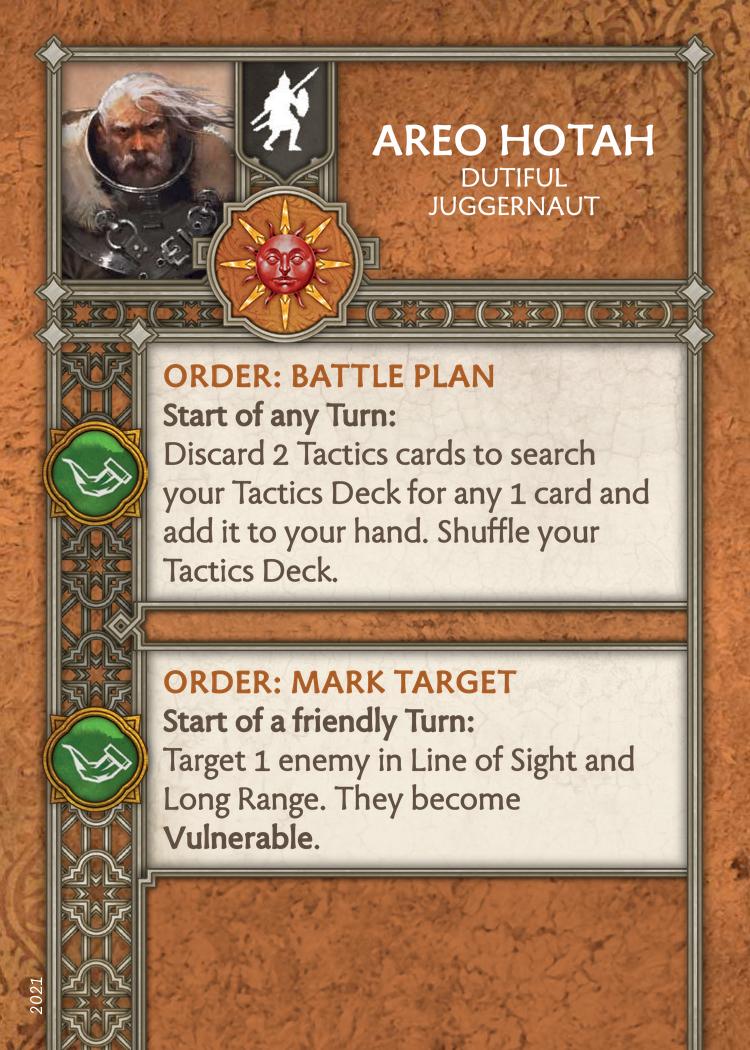 AREO HOTAH
DUTIFUL
JUGGERNAUT
ORDER: BATTLE PLAN
Start of any Turn:
Discard 2 Tactics cards to search
your Tactics Deck for any 1 card and
add it to your hand. Shuffle your
Tactics Deck.
ORDER: MARK TARGET
Start of a friendly Turn:
Target 1 enemy in Line of Sight and
Long Range. They become
Vulnerable.
2021